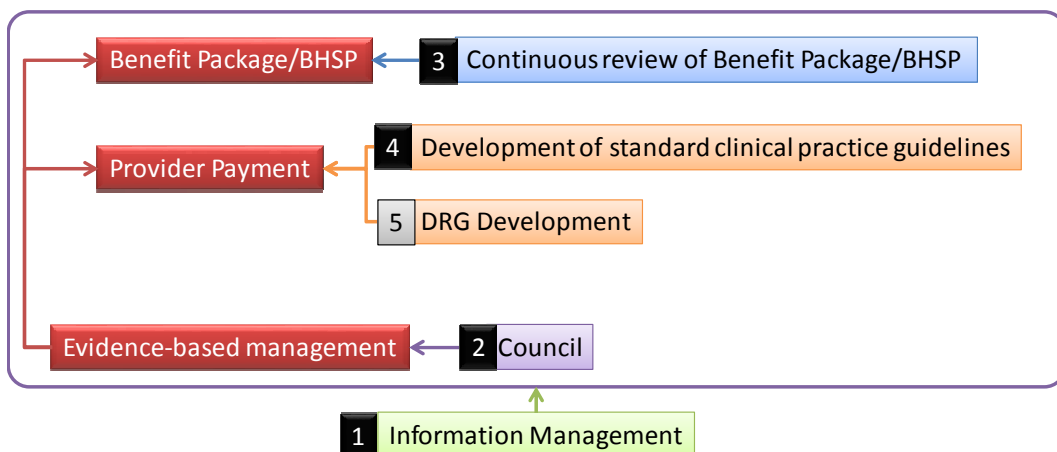 Benefit Package/BHSP
3 Continuous review of Benefit Package/BHSP
4 Development of standard clinical practice guidelines
Provider Payment
5 DRG Development
Evidence-based management
2 Council
1 Information Management